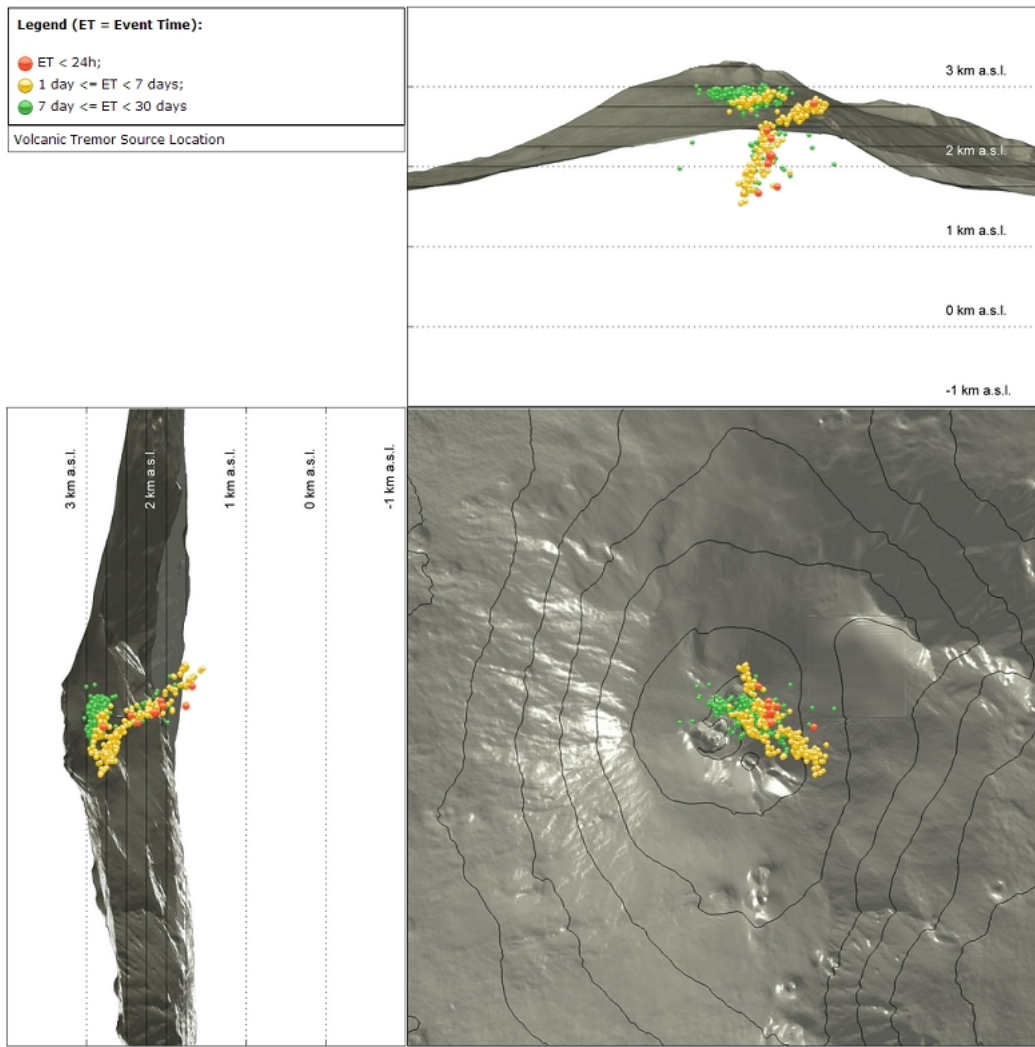 Legend (ET = Event Time):
ET < 24h;
1 day <= ET < 7 days;
7 day <= ET < 30 days
Volcanic Tremor Source Location
3 km a.s.l.
2 km a.s.l.
1 km a.s.l.
0 km a.s.l.
-1 km a.s.l.
3 km a.s.l.
2 km a.s.l.
1 km a.s.l.
0 km a.s.l.
-1 km a.s.l.